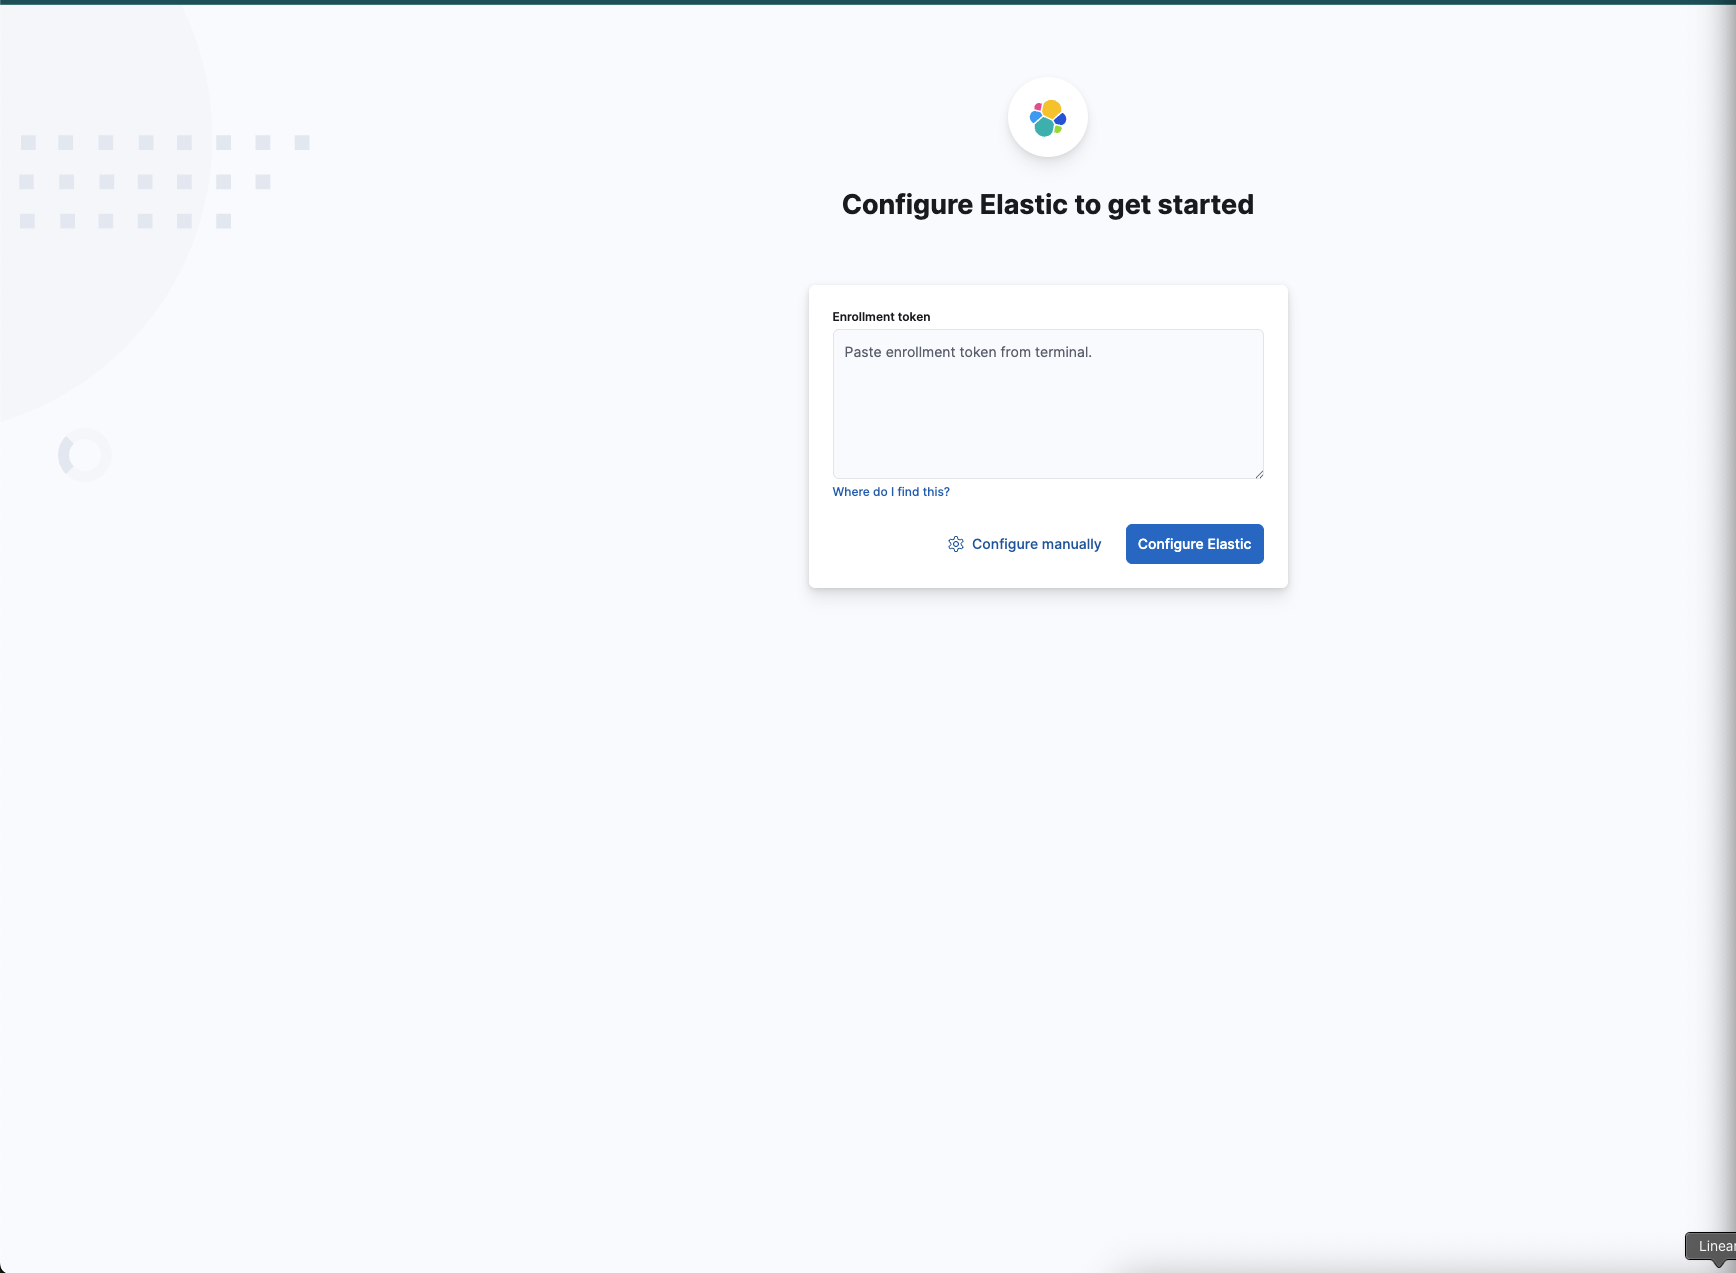 Configure Elastic to get started
Enrollment token
Paste enrollment token from terminal.
Where do I find this?
Configure manually
Configure Elastic
Linear